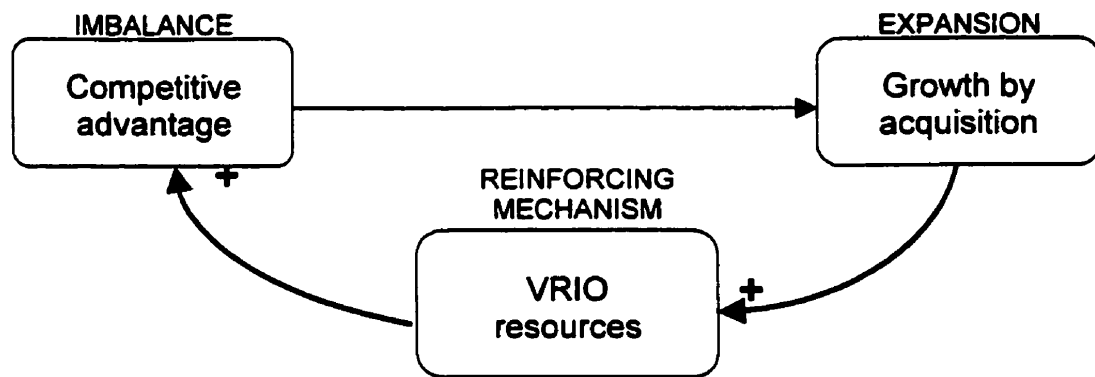 IMBALANCE
Competitive
advantage
+
EXPANSION
Growth by
acquisition
REINFORCING
MECHANISM
VRIO
resources
+